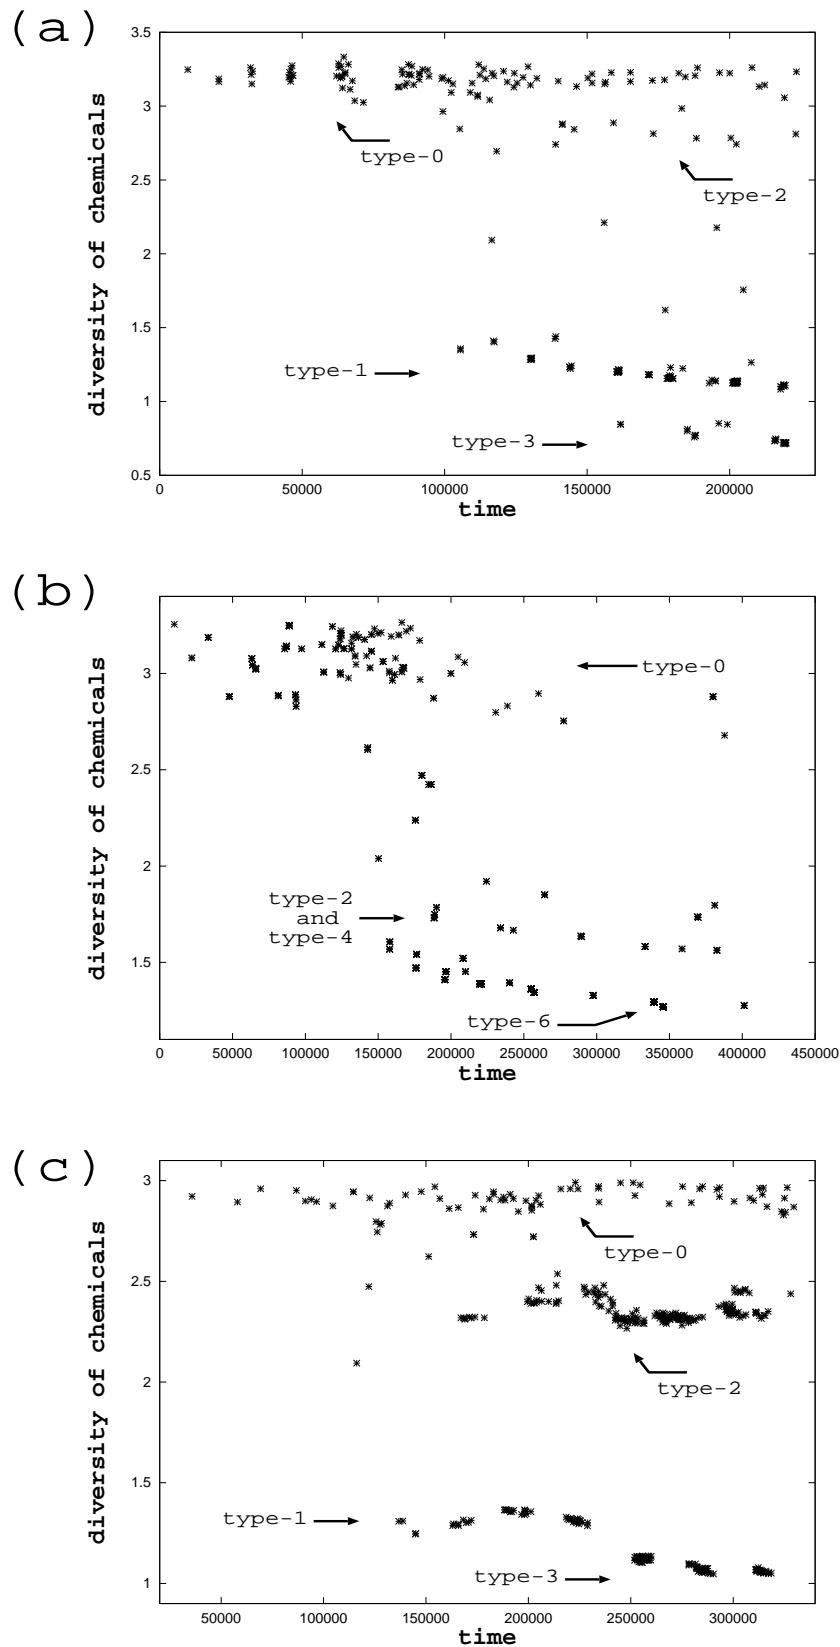 (a)
3.5
3
2.5
2
1.5
1
0.5
diversity of chemicals
type-0
type-2
type-1
type-3
0 50000 100000 150000 200000
time
(b)
3
2.5
2
1.5
diversity of chemicals
type-0
type-2
and
type-4
type-6
0 50000 100000 150000 200000 250000 300000 350000 400000 450000
time
(c)
3
2.5
2
1.5
1
diversity of chemicals
type-0
type-2
type-1
type-3
50000 100000 150000 200000 250000 300000
time